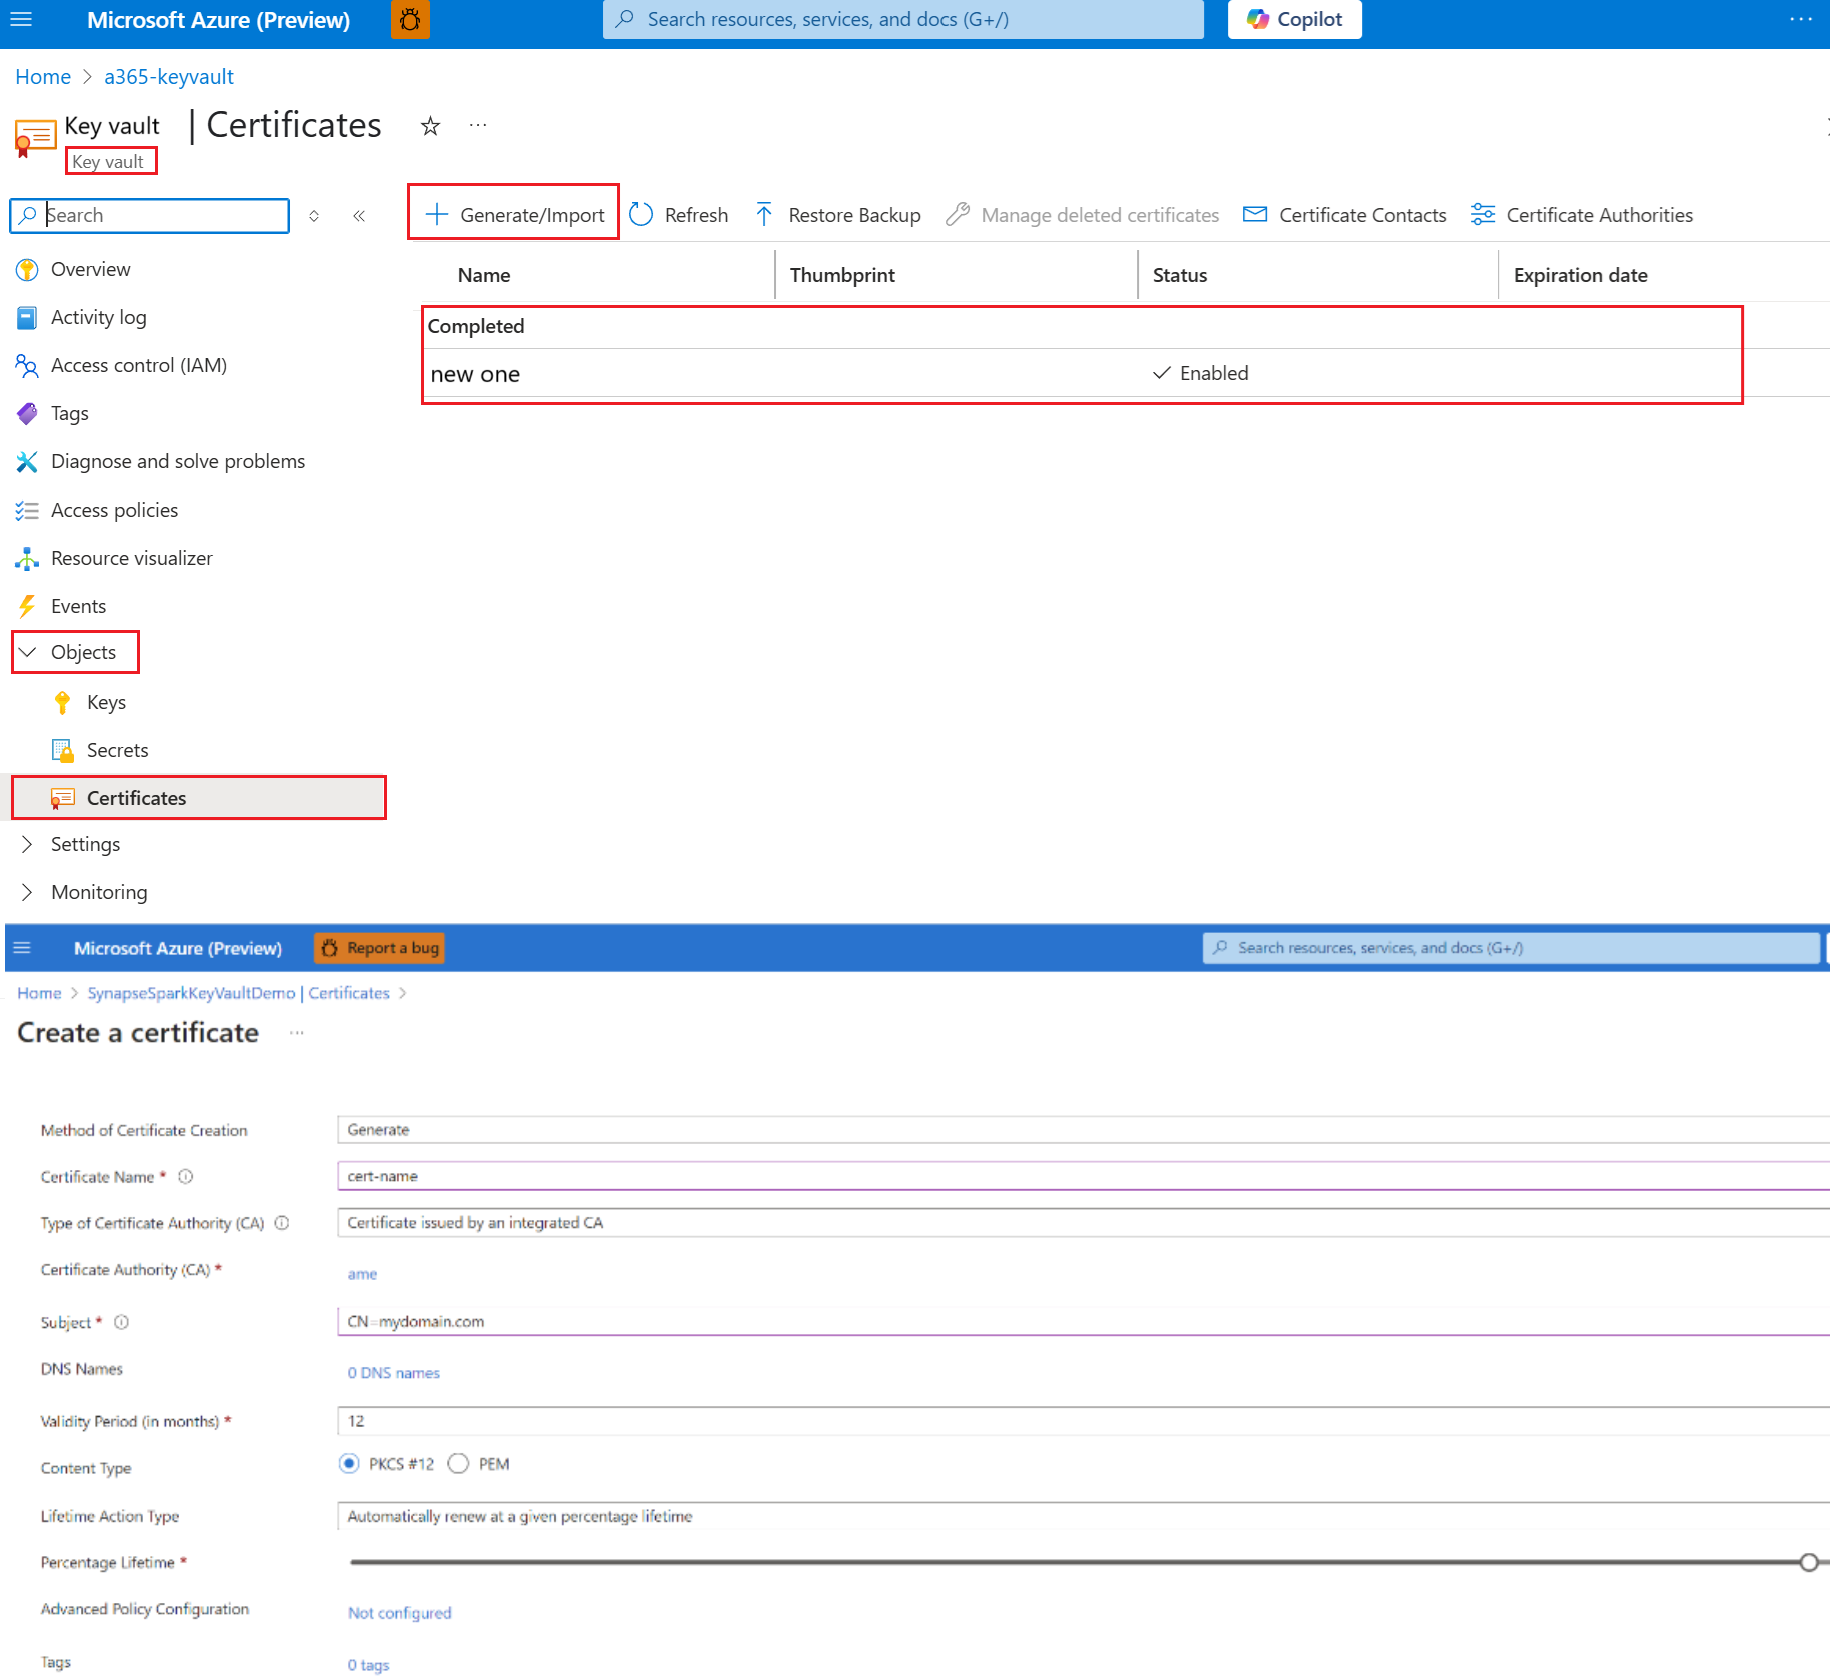 Microsoft Azure (Preview)
Search resources, services, and docs (G+/)
Copilot
...
Home > a365-keyvault
Key vault | Certificates ...
Key vault
Search
Generate/Import
Refresh
Restore Backup
Manage deleted certificates
Certificate Contacts
Certificate Authorities
Name
Thumbprint
Status
Expiration date
Completed
new one
Enabled
Overview
Activity log
Access control (IAM)
Tags
Diagnose and solve problems
Access policies
Resource visualizer
Events
Objects
Keys
Secrets
Certificates
Settings
Monitoring
Microsoft Azure (Preview)
Report a bug
Search resources, services, and docs (G+/)
Home > SynapseSparkKeyVaultDemo | Certificates >
Create a certificate ...
Method of Certificate Creation
Generate
Certificate Name *
cert-name
Type of Certificate Authority (CA)
Certificate issued by an integrated CA
Certificate Authority (CA) *
ame
Subject *
CN=mydomain.com
DNS Names
0 DNS names
Validity Period (in months) *
12
Content Type
PKCS #12
PEM
Lifetime Action Type
Automatically renew at a given percentage lifetime
Percentage Lifetime *
Advanced Policy Configuration
Not configured
Tags
0 tags